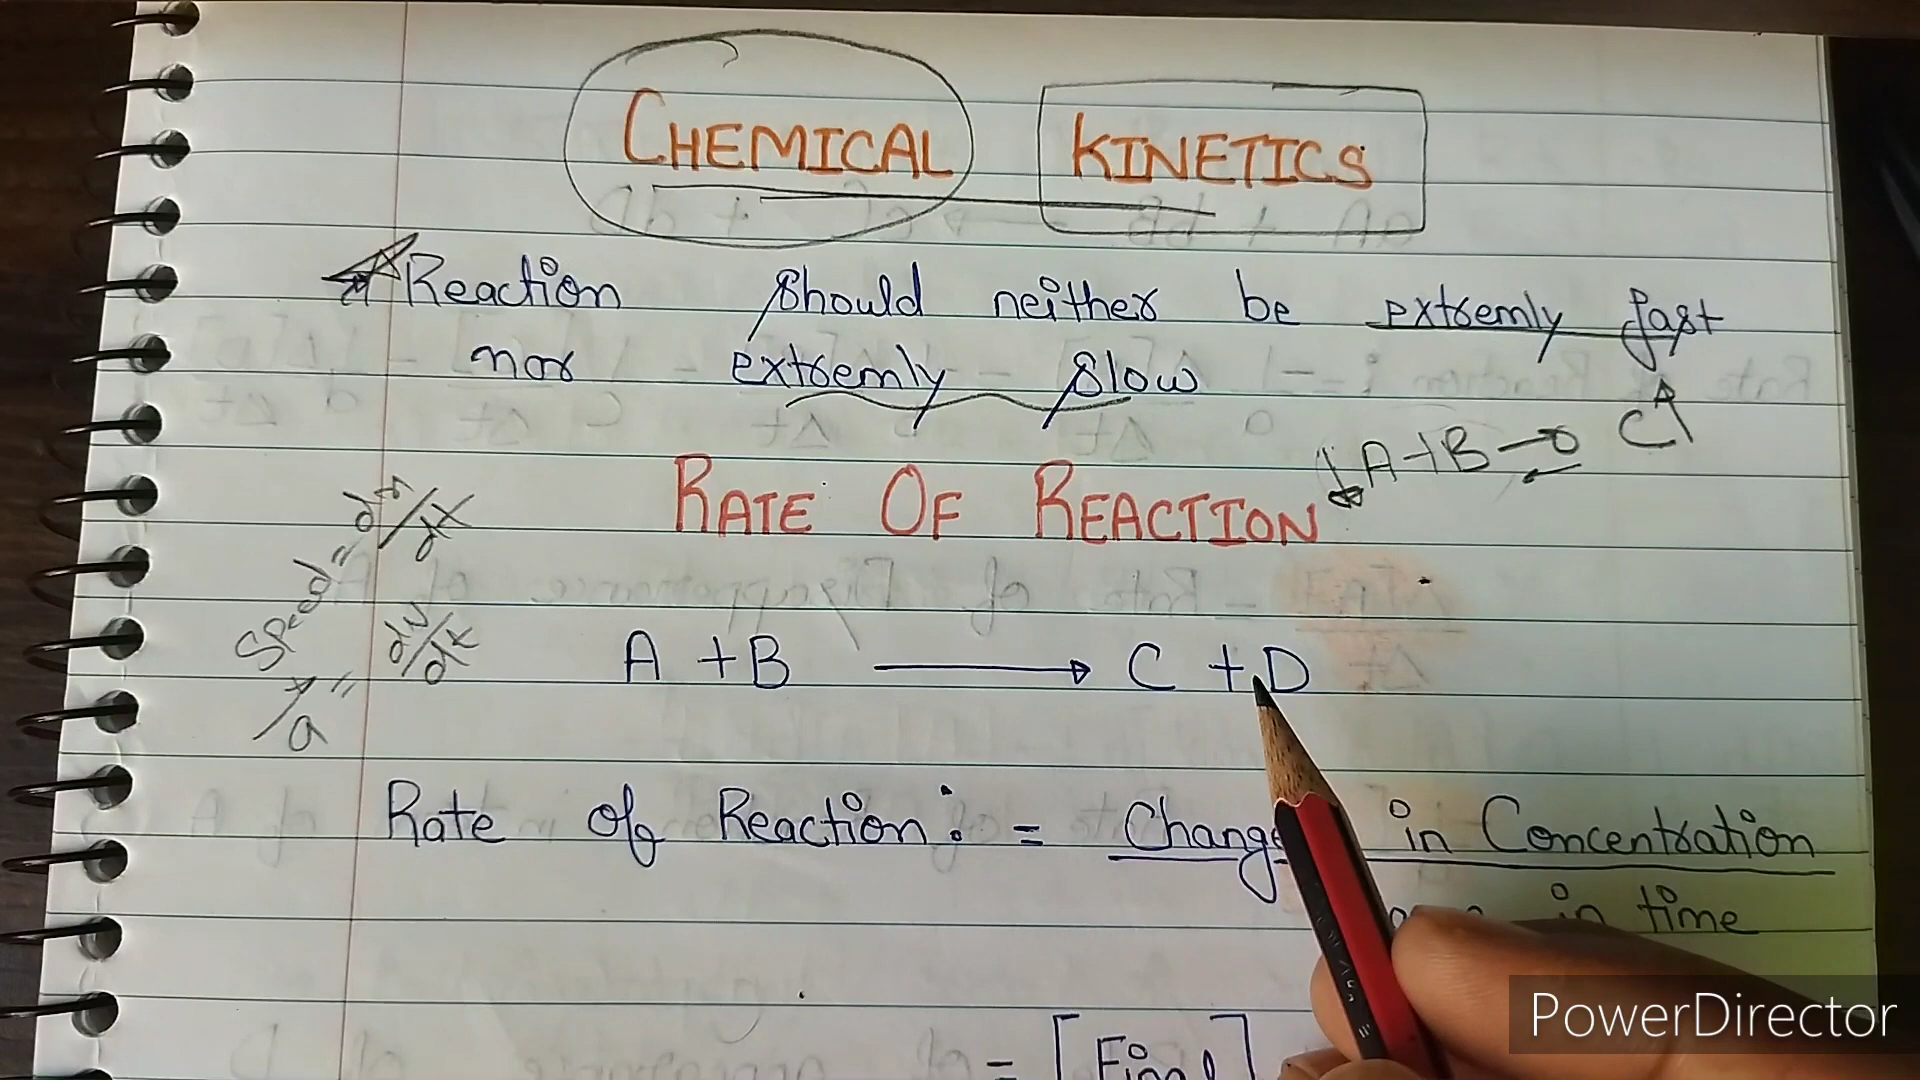 CHEMICAL KINETICS
Reaction should neither be extremly fast
nor extremly slow
A+B→C
RATE OF REACTION
Speed = dx/dt
a = dv/dt
A + B → C + D
Rate of Reaction : = Change in Concentration
in time
= [Final]
PowerDirector